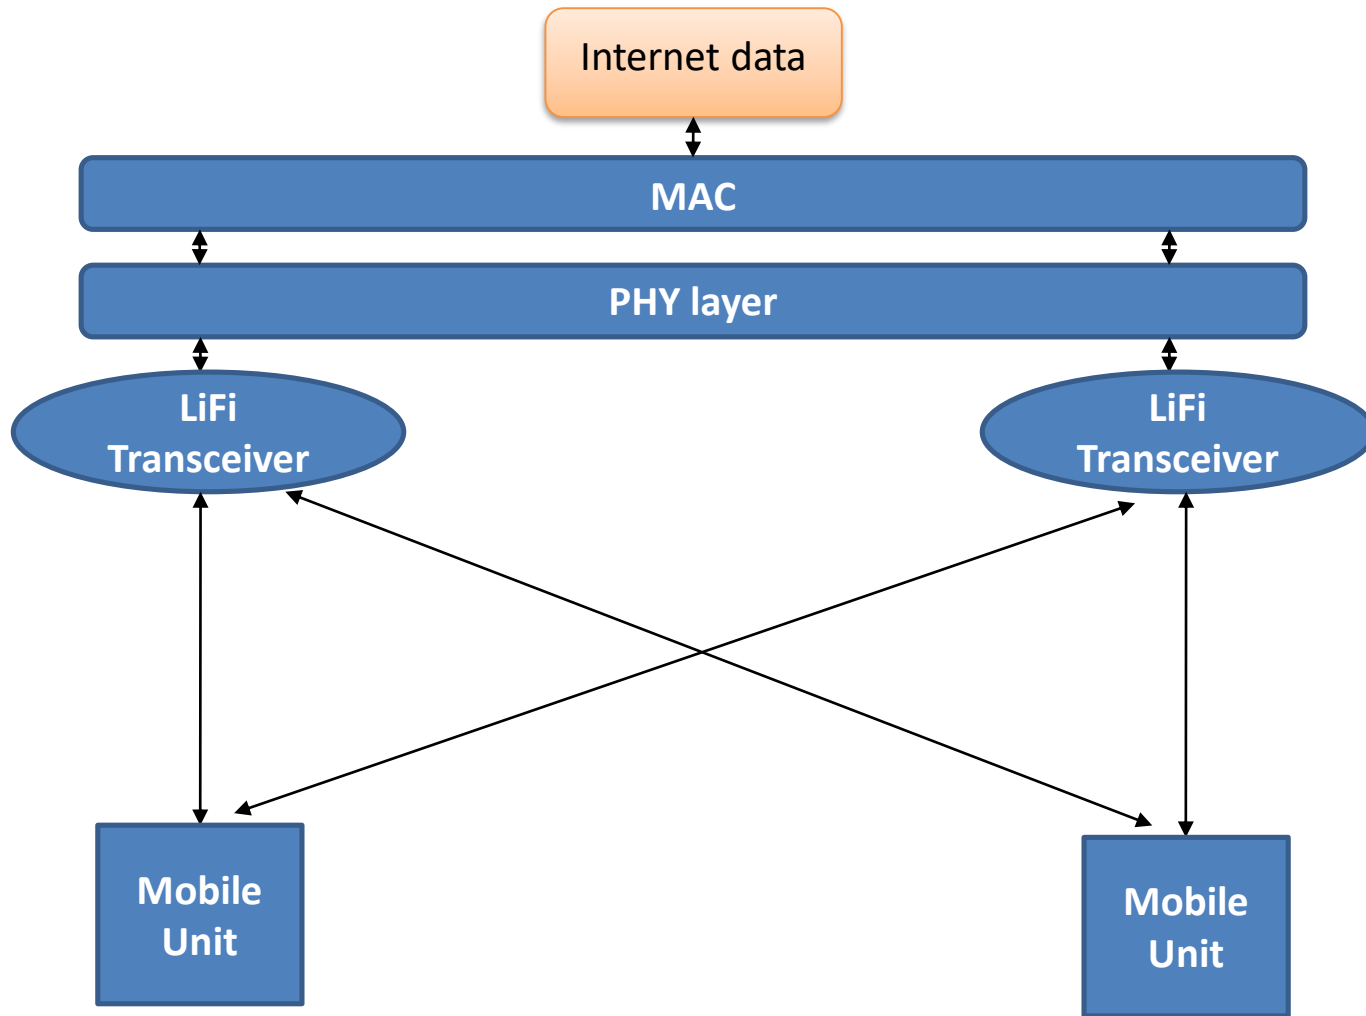 Internet data
MAC
PHY layer
LiFi
Transceiver
LiFi
Transceiver
Mobile
Unit
Mobile
Unit